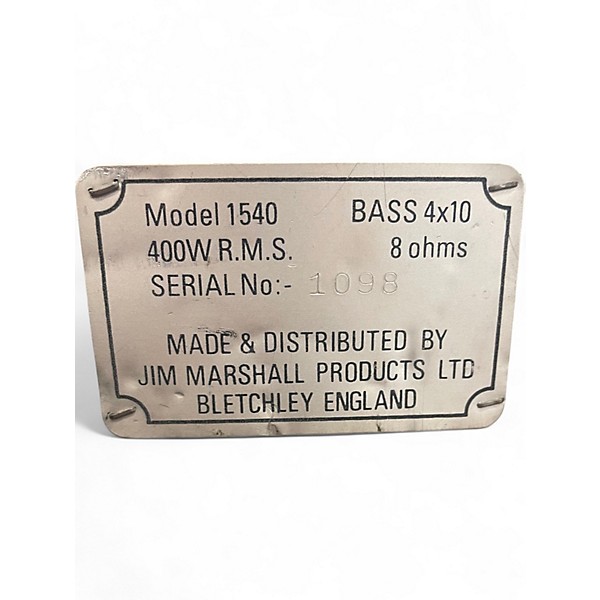 Model 1540 BASS 4x10
400W R.M.S. 8 ohms
SERIAL No:- 1098
MADE & DISTRIBUTED BY
JIM MARSHALL PRODUCTS LTD
BLETCHLEY ENGLAND